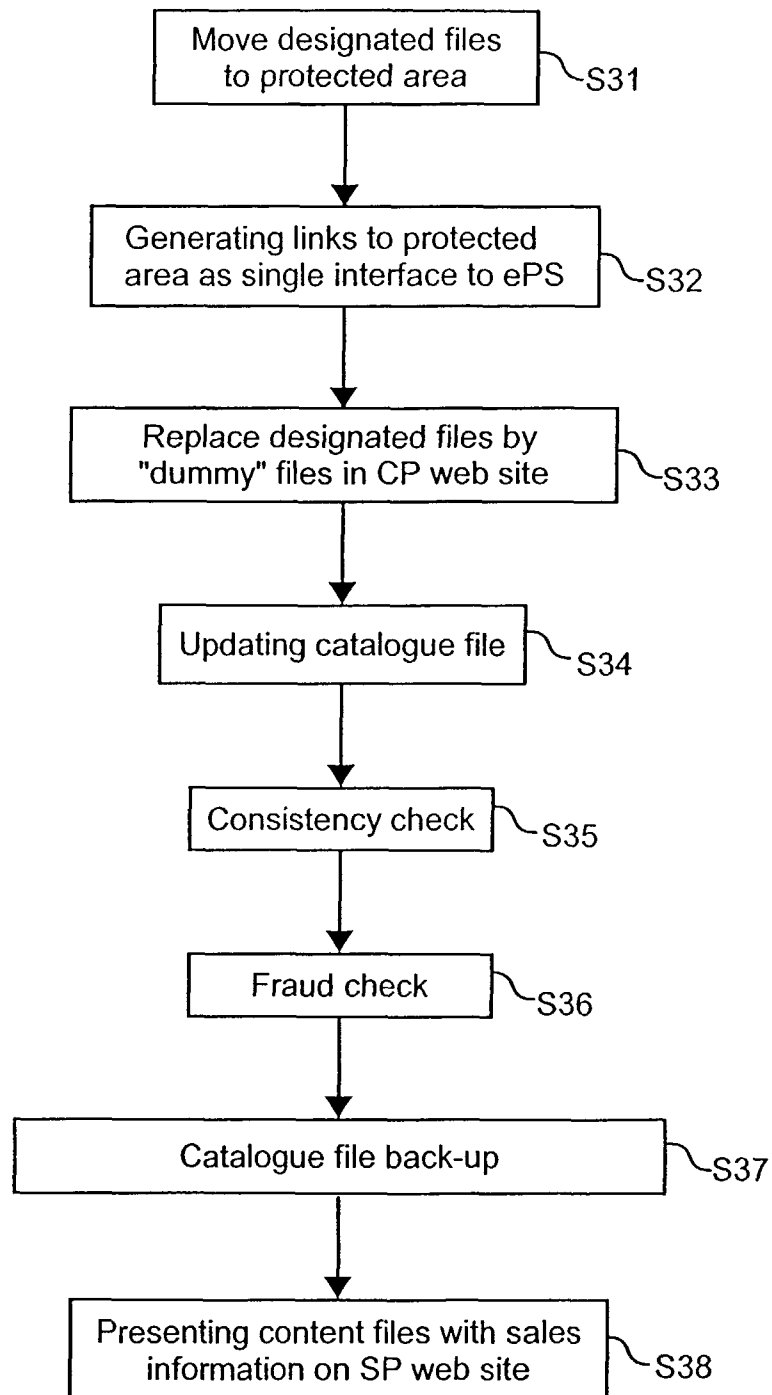 Move designated files
to protected area
S31
Generating links to protected
area as single interface to ePS
S32
Replace designated files by
"dummy" files in CP web site
S33
Updating catalogue file
S34
Consistency check
S35
Fraud check
S36
Catalogue file back-up
S37
Presenting content files with sales
information on SP web site
S38